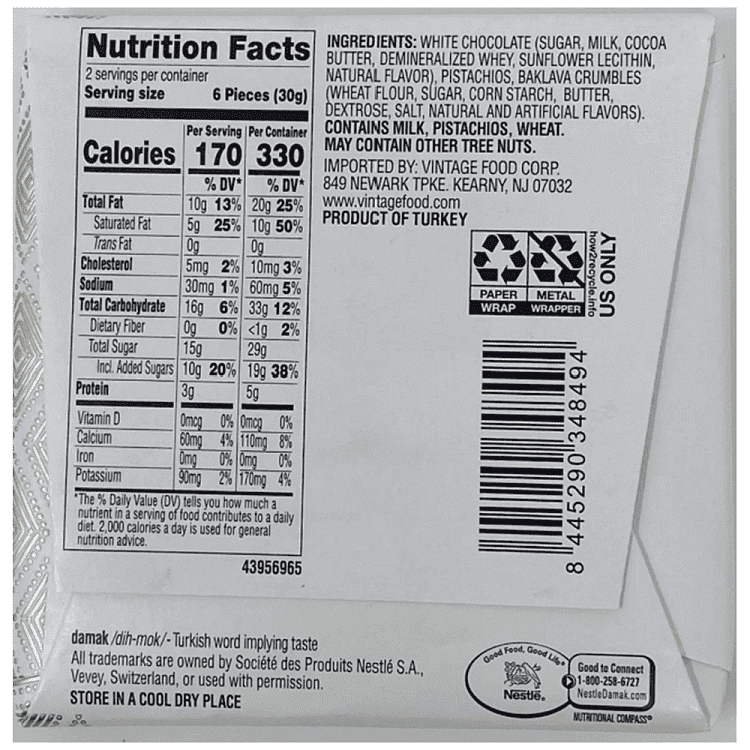 Nutrition Facts
2 servings per container
Serving size 6 Pieces (30g)
Per Serving Per Container
Calories 170 330
% DV* % DV*
Total Fat 10g 13% 20g 25%
Saturated Fat 5g 25% 10g 50%
Trans Fat 0g 0g
Cholesterol 5mg 2% 10mg 3%
Sodium 30mg 1% 60mg 5%
Total Carbohydrate 16g 6% 33g 12%
Dietary Fiber 0g 0% <1g 2%
Total Sugar 15g 29g
Incl. Added Sugars 10g 20% 19g 38%
Protein 3g 5g
Vitamin D 0mcg 0% 0mcg 0%
Calcium 60mg 4% 110mg 8%
Iron 0mg 0% 0mg 0%
Potassium 90mg 2% 170mg 4%
*The % Daily Value (DV) tells you how much a
nutrient in a serving of food contributes to a daily
diet. 2,000 calories a day is used for general
nutrition advice.
43956965
INGREDIENTS: WHITE CHOCOLATE (SUGAR, MILK, COCOA
BUTTER, DEMINERALIZED WHEY, SUNFLOWER LECITHIN,
NATURAL FLAVOR), PISTACHIOS, BAKLAVA CRUMBLES
(WHEAT FLOUR, SUGAR, CORN STARCH, BUTTER,
DEXTROSE, SALT, NATURAL AND ARTIFICIAL FLAVORS).
CONTAINS MILK, PISTACHIOS, WHEAT.
MAY CONTAIN OTHER TREE NUTS.
IMPORTED BY: VINTAGE FOOD CORP.
849 NEWARK TPKE. KEARNY, NJ 07032
www.vintagefood.com
PRODUCT OF TURKEY
PAPER METAL
WRAP WRAPPER
how2recycle.info
US ONLY
8 445290 348494
damak /dih-mok/- Turkish word implying taste
All trademarks are owned by Société des Produits Nestlé S.A.,
Vevey, Switzerland, or used with permission.
STORE IN A COOL DRY PLACE
Good Food, Good Life®
Nestlé®
Good to Connect
1-800-258-6727
NestleDamak.com
NUTRITIONAL COMPASS®